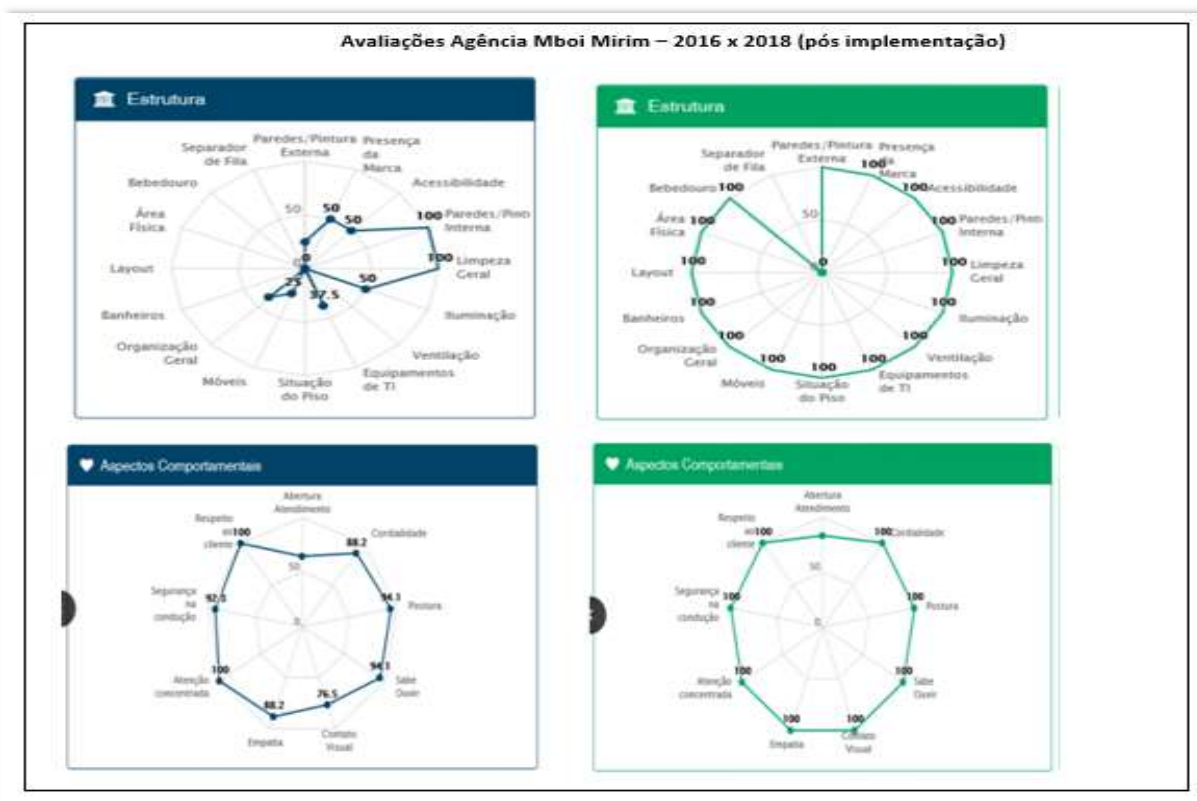 Avaliações Agência Mboi Mirim – 2016 x 2018 (pós implementação)
Estrutura
Paredes/Pintura
Externa
Presença
da
Marca
Acessibilidade
Paredes/Pint
Interna
Limpeza
Geral
Iluminação
Ventilação
Equipamentos
de TI
Situação
do Piso
Móveis
Organização
Geral
Banheiros
Layout
Área
Física
Bebedouro
Separador
de Fila
50
0
50
50
100
100
50
37.5
25
0
Estrutura
Paredes/Pintura
Externa
Presença
Marca
Acessibilidade
Paredes/Pint
Interna
Limpeza
Geral
Iluminação
Ventilação
Equipamentos
de TI
Situação
do Piso
Móveis
Organização
Geral
Banheiros
Layout
Área
Física
Bebedouro
Separador
de Fila
50
100
100
100
100
100
100
100
100
100
100
100
100
100
0
Aspectos Comportamentais
Abertura
Atendimento
Cordialidade
Postura
Sabe
Ouvir
Contato
Visual
Empatia
Atenção
concentrada
Segurança
na
condução
Respeito
ao
cliente
50
0
88.2
94.1
94.1
76.5
88.2
100
100
Aspectos Comportamentais
Abertura
Atendimento
Cordialidade
Postura
Sabe
Ouvir
Contato
Visual
Empatia
Atenção
concentrada
Segurança
na
condução
Respeito
ao
cliente
50
0
100
100
100
100
100
100
100
100